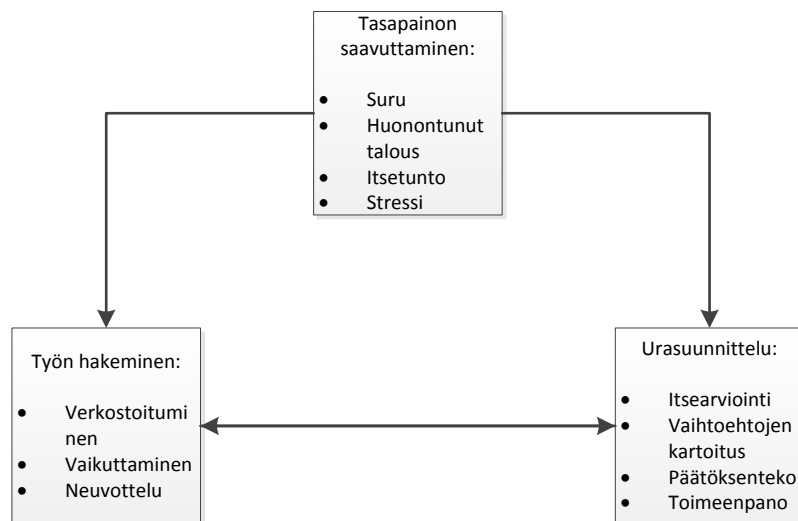 Tasapainon
saavuttaminen:
• Suru
• Huonontunut
talous
• Itsetunto
• Stressi
Työn hakeminen:
• Verkostoitumi
nen
• Vaikuttaminen
• Neuvottelu
Urasuunnittelu:
• Itsearviointi
• Vaihtoehtojen
kartoitus
• Päätöksenteko
• Toimeenpano